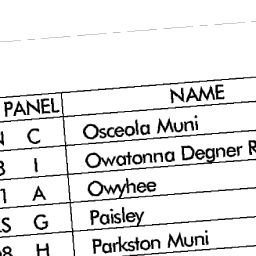 PANEL NAME
N C Osceola Muni
3 I Owatonna Degner R
1 A Owyhee
S G Paisley
8 H Parkston Muni